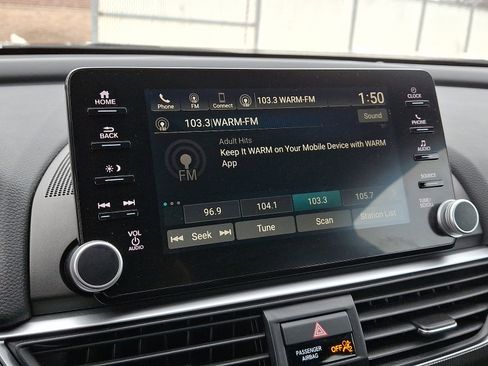 HOME
BACK
VOL
AUDIO
Phone FM Connect 103.3 WARM-FM 1:50
103.3|WARM-FM Sound
Adult Hits
Keep It WARM on Your Mobile Device with WARM
App
FM
96.9 104.1 103.3 105.7
Seek Tune Scan Station List
CLOCK
PHONE
AUDIO
SOURCE
TUNE/
SCROLL
PASSENGER
AIRBAG
OFF